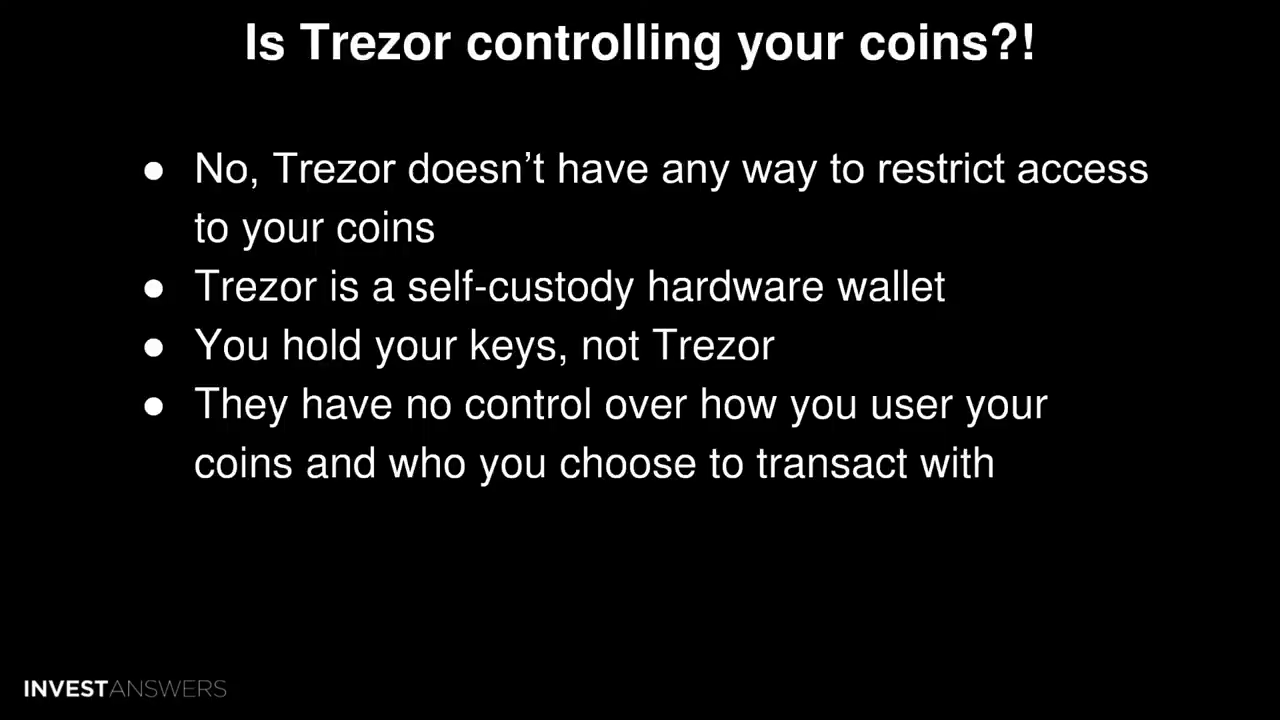 Is Trezor controlling your coins?!
● No, Trezor doesn’t have any way to restrict access
to your coins
● Trezor is a self-custody hardware wallet
● You hold your keys, not Trezor
● They have no control over how you user your
coins and who you choose to transact with
INVESTANSWERS